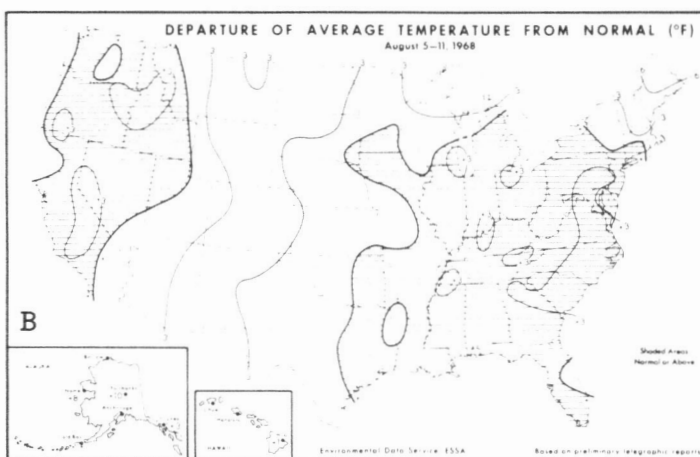 DEPARTURE OF AVERAGE TEMPERATURE FROM NORMAL (°F)
August 5–11, 1968
B
Shaded Areas
Normal or Above
HAWAII
Environmental Data Service, ESSA
Based on preliminary telegraphic reports